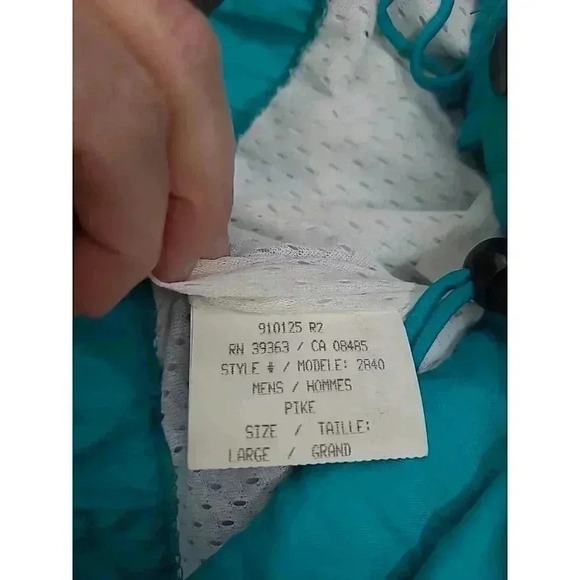 910125 R2
RN 39363 / CA 08485
STYLE # / MODELE: 2840
MENS / HOMMES
PIKE
SIZE / TAILLE:
LARGE / GRAND